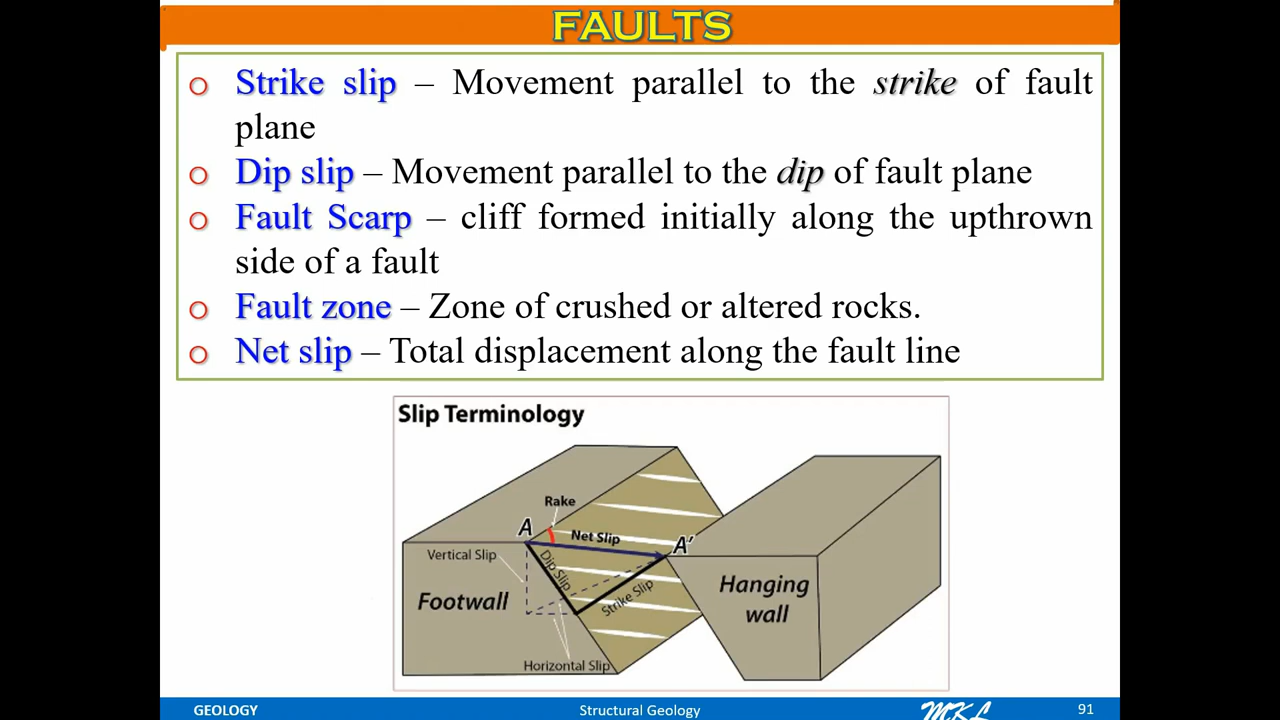 FAULTS
o Strike slip – Movement parallel to the strike of fault
plane
o Dip slip – Movement parallel to the dip of fault plane
o Fault Scarp – cliff formed initially along the upthrown
side of a fault
o Fault zone – Zone of crushed or altered rocks.
o Net slip – Total displacement along the fault line
Slip Terminology
Rake
A
Net Slip
A'
Vertical Slip
Dip Slip
Strike Slip
Footwall
Hanging
wall
Horizontal Slip
GEOLOGY
Structural Geology
MKL
91